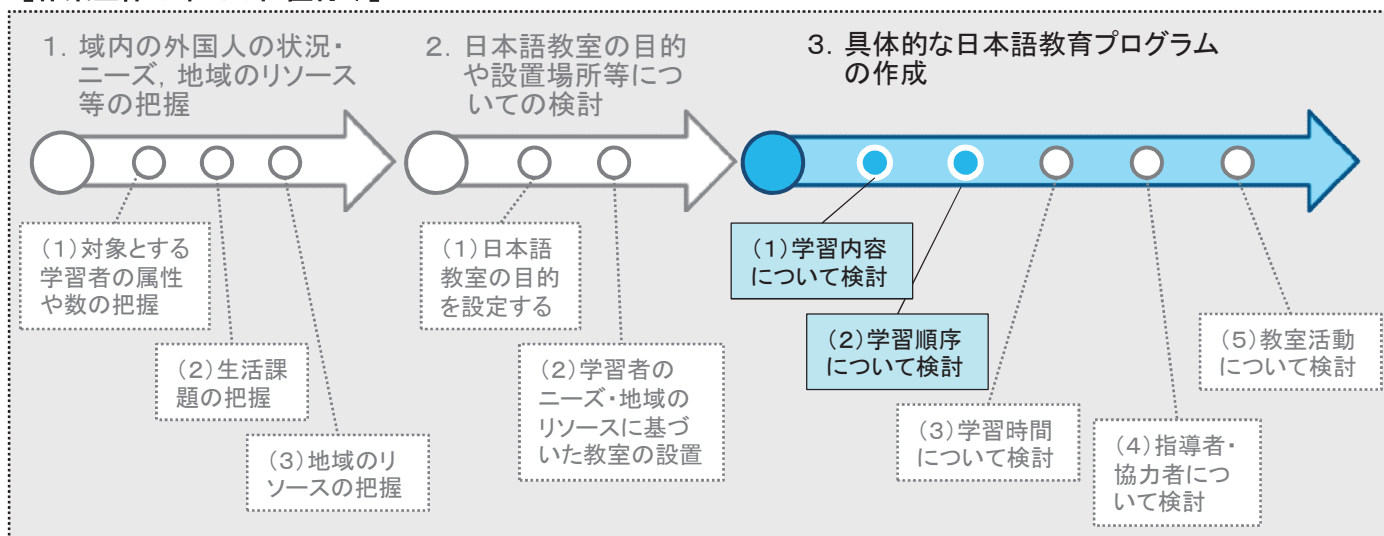 1．域内の外国人の状況・
ニーズ，地域のリソース
等の把握
2．日本語教室の目的
や設置場所等につ
いての検討
3．具体的な日本語教育プログラム
の作成
（1）対象とする
学習者の属性
や数の把握
（2）生活課
題の把握
（3）地域のリ
ソースの把握
（1）日本語
教室の目的
を設定する
（2）学習者の
ニーズ・地域の
リソースに基づ
いた教室の設置
（1）学習内容
について検討
（2）学習順序
について検討
（3）学習時間
について検討
（4）指導者・
協力者につ
いて検討
（5）教室活動
について検討